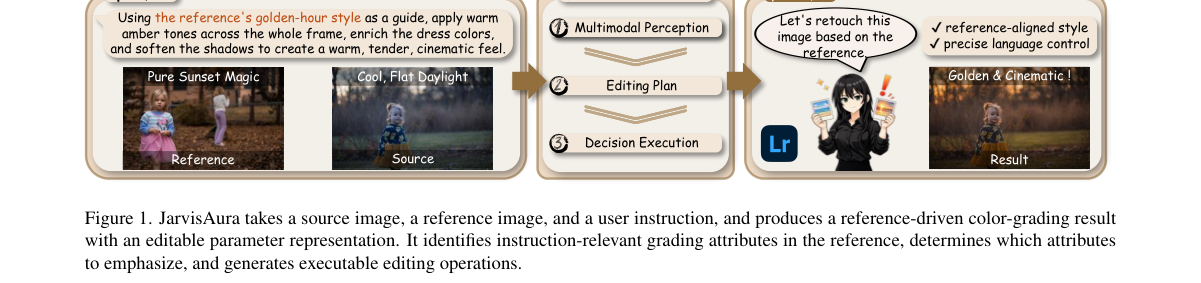 Using the reference's golden-hour style as a guide, apply warm
amber tones across the whole frame, enrich the dress colors,
and soften the shadows to create a warm, tender, cinematic feel.
Pure Sunset Magic
Reference
Cool, Flat Daylight
Source
1 Multimodal Perception
2 Editing Plan
3 Decision Execution
Let's retouch this
image based on the
reference.
✓ reference-aligned style
✓ precise language control
Lr
Golden & Cinematic !
Result
Figure 1. JarvisAura takes a source image, a reference image, and a user instruction, and produces a reference-driven color-grading result
with an editable parameter representation. It identifies instruction-relevant grading attributes in the reference, determines which attributes
to emphasize, and generates executable editing operations.